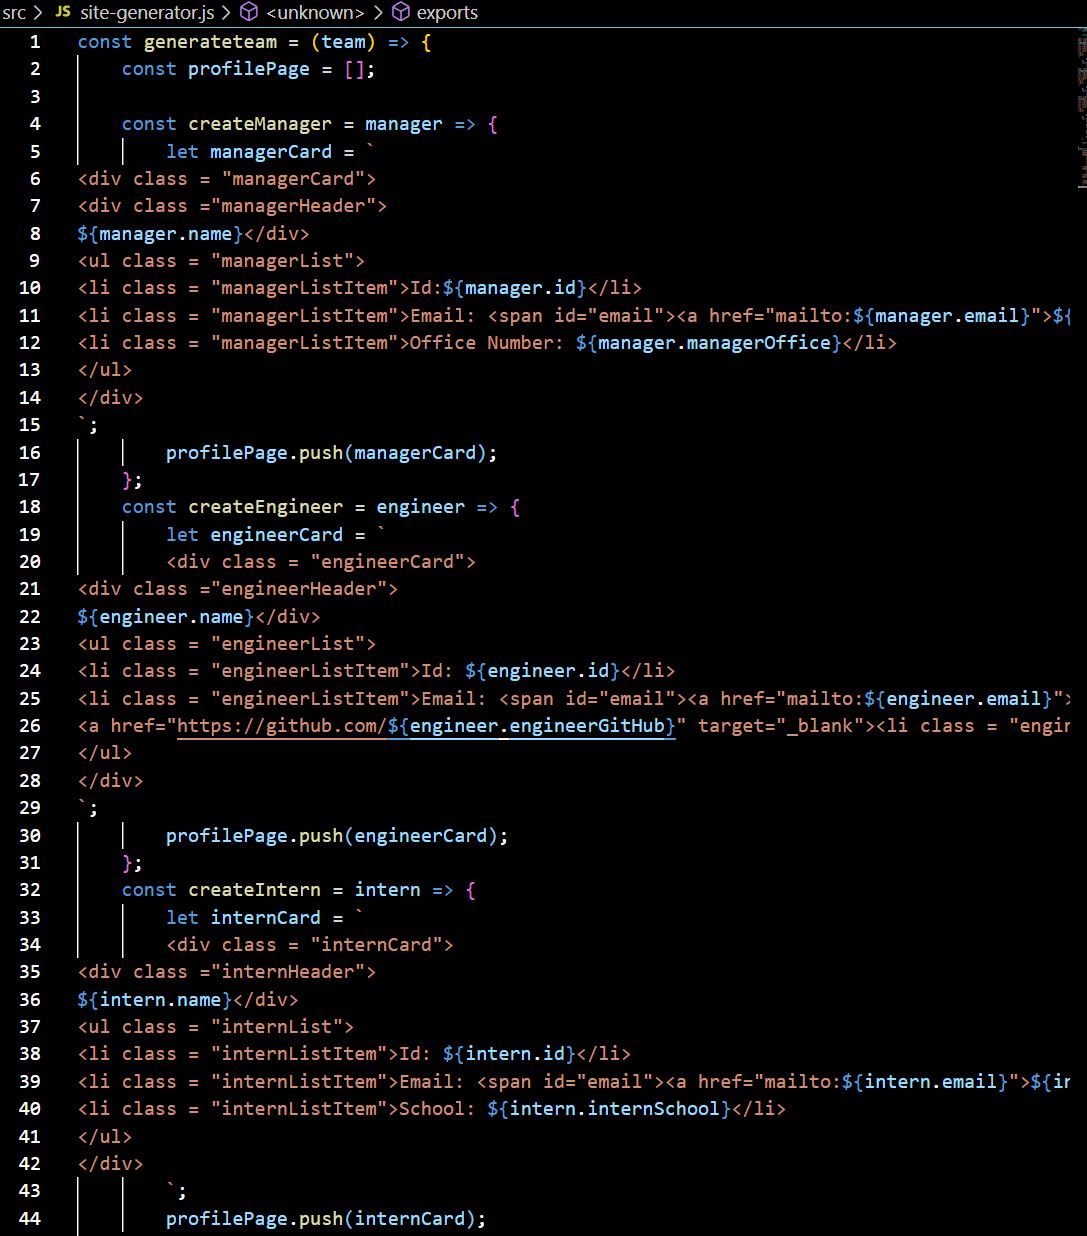 src > JS site-generator.js > <unknown> > exports
1 const generateteam = (team) => {
2 const profilePage = [];
3
4 const createManager = manager => {
5 let managerCard = `
6 <div class = "managerCard">
7 <div class ="managerHeader">
8 ${manager.name}</div>
9 <ul class = "managerList">
10 <li class = "managerListItem">Id:${manager.id}</li>
11 <li class = "managerListItem">Email: <span id="email"><a href="mailto:${manager.email}">${
12 <li class = "managerListItem">Office Number: ${manager.managerOffice}</li>
13 </ul>
14 </div>
15 `;
16 profilePage.push(managerCard);
17 };
18 const createEngineer = engineer => {
19 let engineerCard = `
20 <div class = "engineerCard">
21 <div class ="engineerHeader">
22 ${engineer.name}</div>
23 <ul class = "engineerList">
24 <li class = "engineerListItem">Id: ${engineer.id}</li>
25 <li class = "engineerListItem">Email: <span id="email"><a href="mailto:${engineer.email}">
26 <a href="https://github.com/${engineer.engineerGitHub}" target="_blank"><li class = "engin
27 </ul>
28 </div>
29 `;
30 profilePage.push(engineerCard);
31 };
32 const createIntern = intern => {
33 let internCard = `
34 <div class = "internCard">
35 <div class ="internHeader">
36 ${intern.name}</div>
37 <ul class = "internList">
38 <li class = "internListItem">Id: ${intern.id}</li>
39 <li class = "internListItem">Email: <span id="email"><a href="mailto:${intern.email}">${in
40 <li class = "internListItem">School: ${intern.internSchool}</li>
41 </ul>
42 </div>
43 `;
44 profilePage.push(internCard);